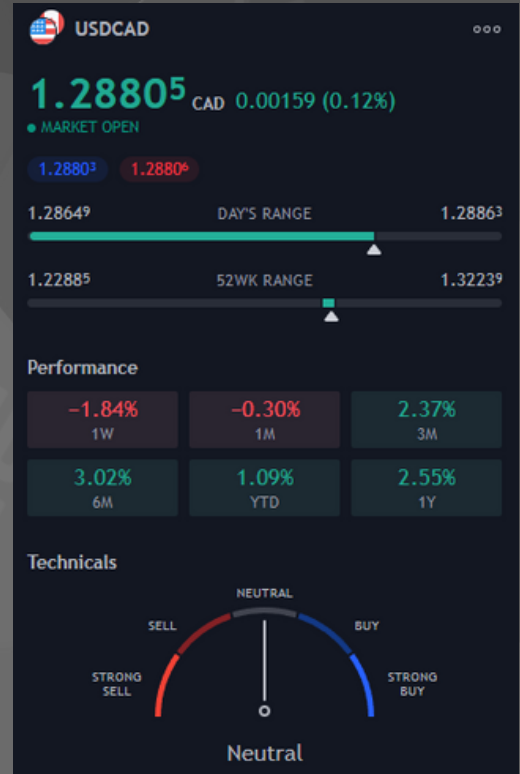 USDCAD
1.28805 CAD 0.00159 (0.12%)
MARKET OPEN
1.28803 1.28806
1.28649 DAY'S RANGE 1.28863
1.22885 52WK RANGE 1.32239
Performance
−1.84% −0.30% 2.37%
1W 1M 3M
3.02% 1.09% 2.55%
6M YTD 1Y
Technicals
NEUTRAL
SELL BUY
STRONG SELL STRONG BUY
Neutral